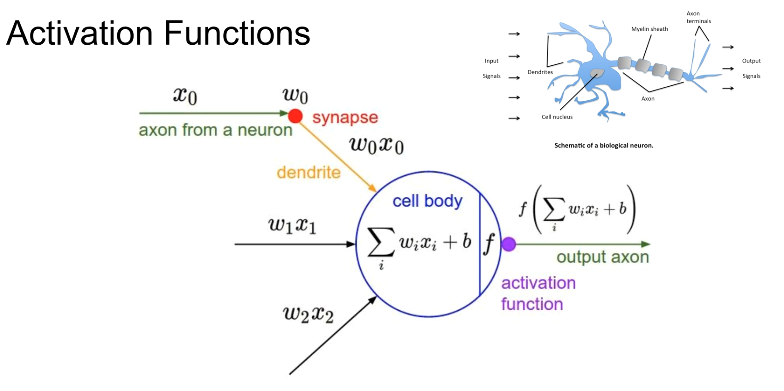 Activation Functions
Axon
terminals
Myelin sheath
Input
Signals
Dendrites
Output
Signals
Axon
Cell nucleus
Schematic of a biological neuron.
x₀
w₀
synapse
axon from a neuron
w₀x₀
dendrite
cell body
f(∑ᵢ wᵢxᵢ + b)
w₁x₁
∑ᵢ wᵢxᵢ + b
f
output axon
activation
function
w₂x₂